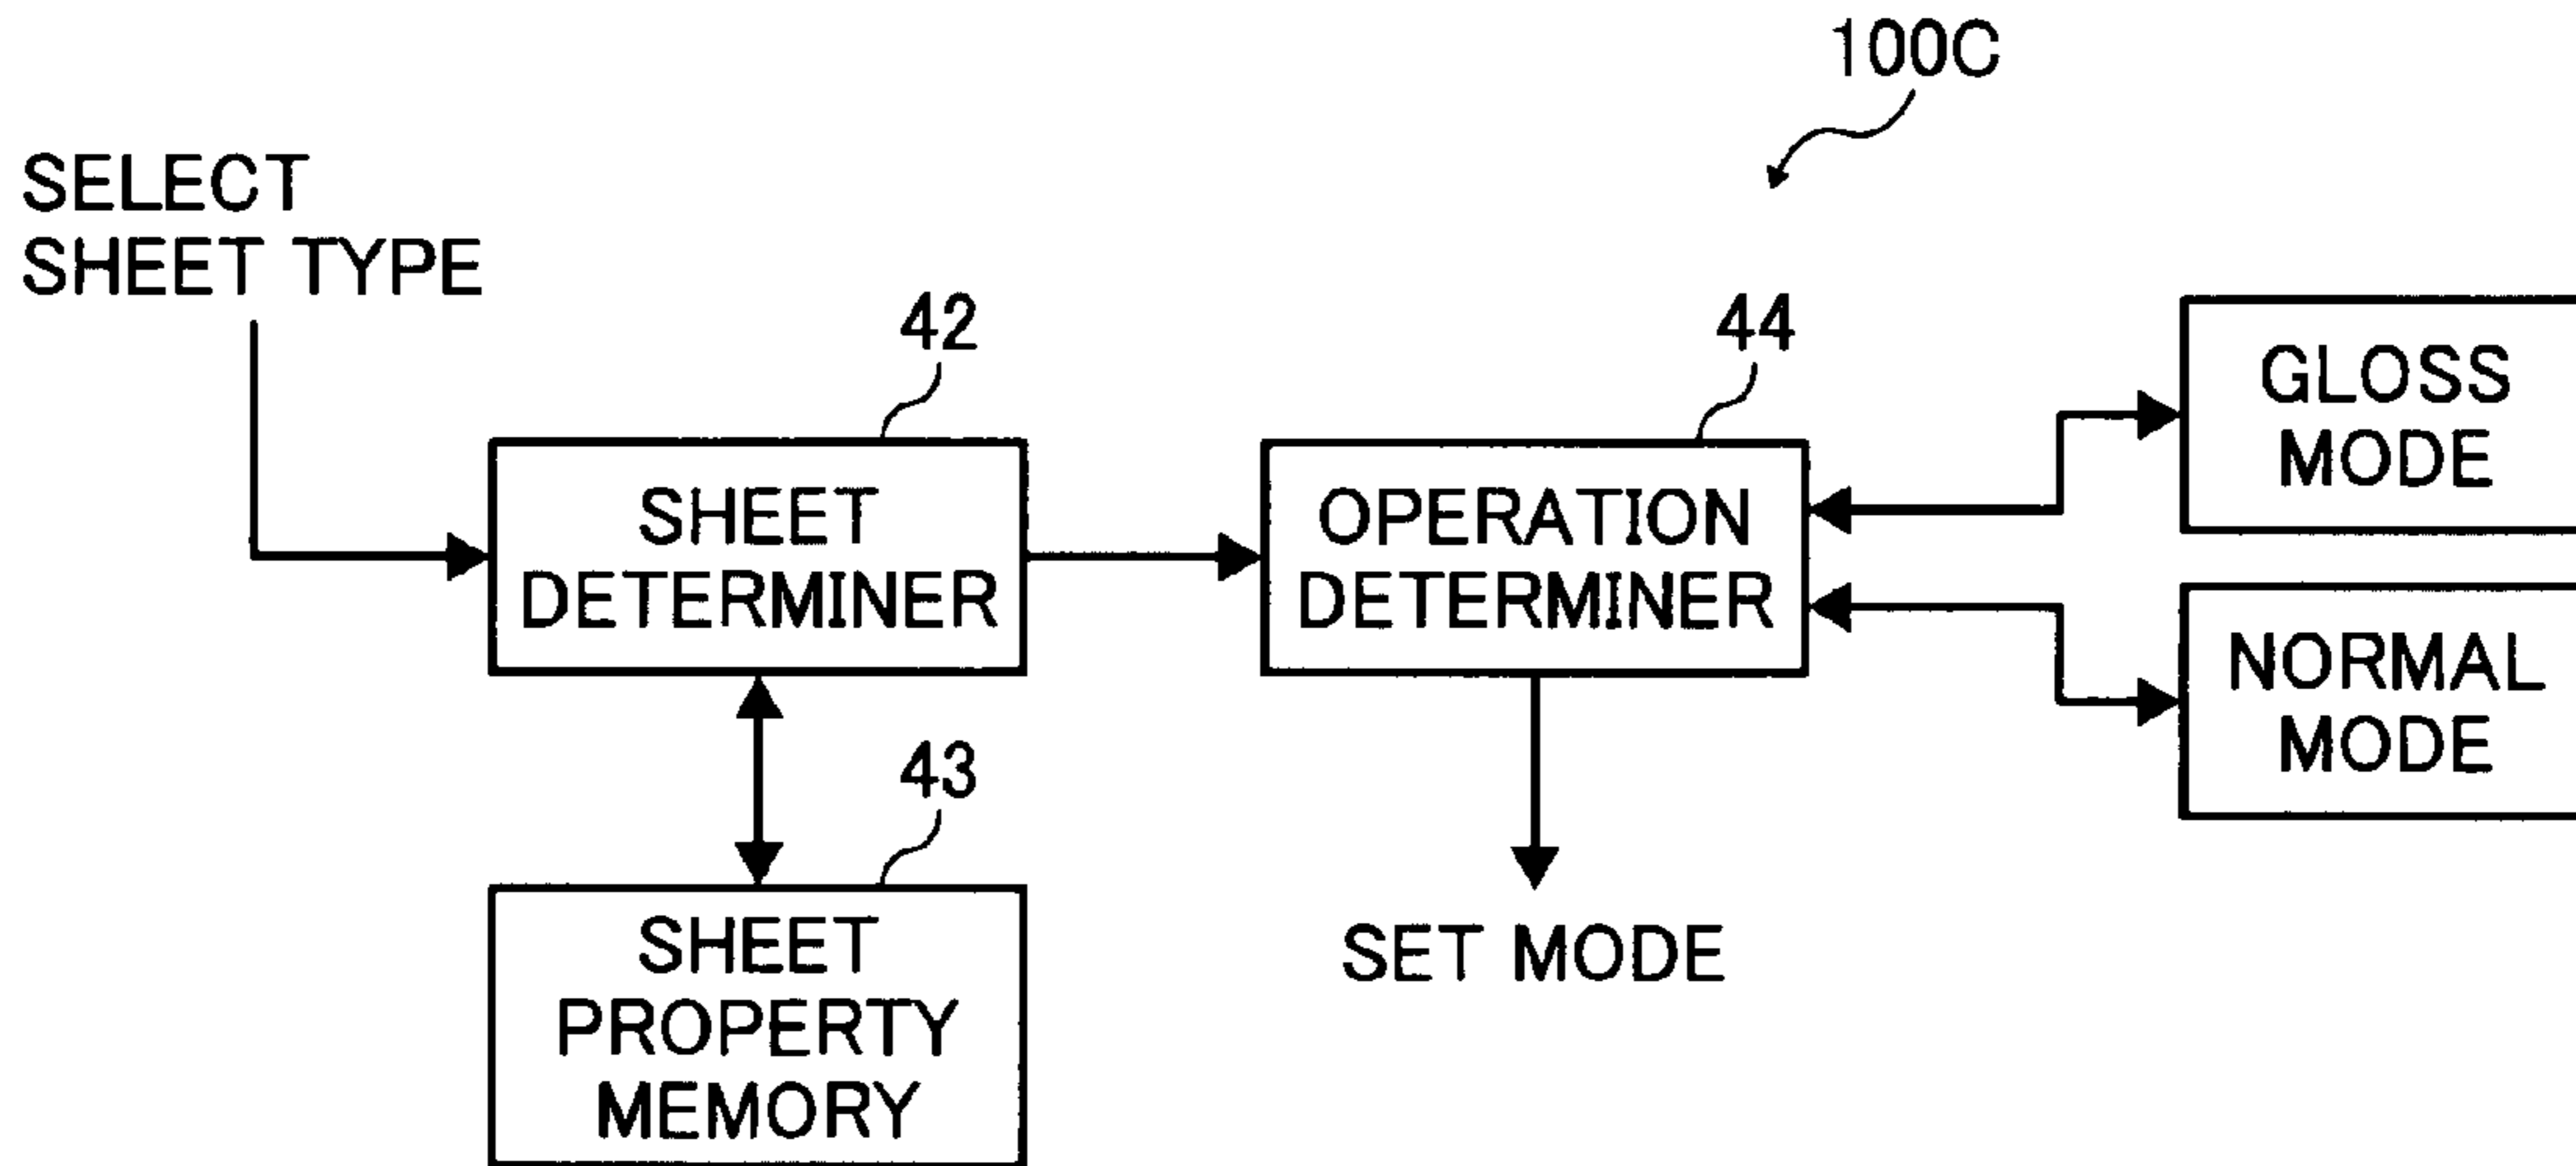 100C
SELECT
SHEET TYPE
42
SHEET
DETERMINER
43
SHEET
PROPERTY
MEMORY
44
OPERATION
DETERMINER
SET MODE
GLOSS
MODE
NORMAL
MODE